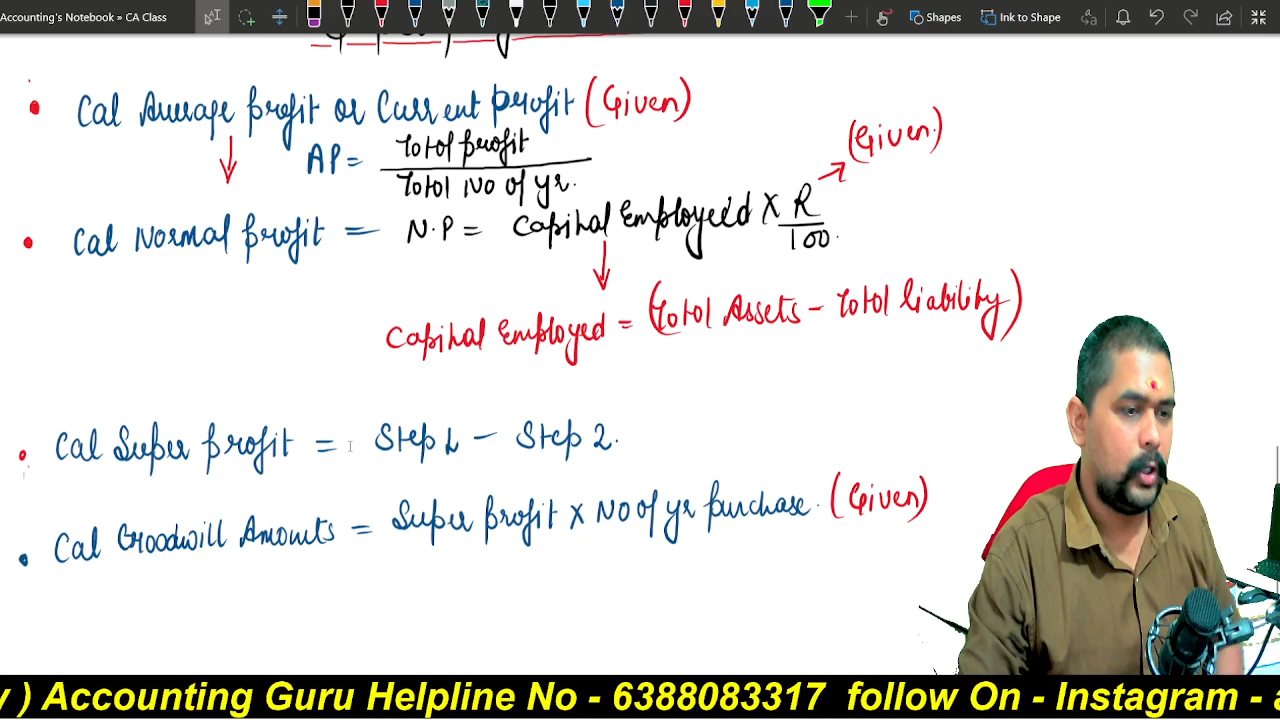 Accounting's Notebook » CA Class
Shapes
Ink to Shape
Cal Average profit or Current profit (Given)
AP = Total profit
Total No of yr.
(Given)
Cal Normal profit = N.P = Capital Employeed X R
100
Capital Employed = (Total Assets - Total liability)
Cal Super profit = Step 1 - Step 2.
Cal Goodwill Amounts = Super profit x No of yr purchase. (Given)
y ) Accounting Guru Helpline No - 6388083317 follow On - Instagram -